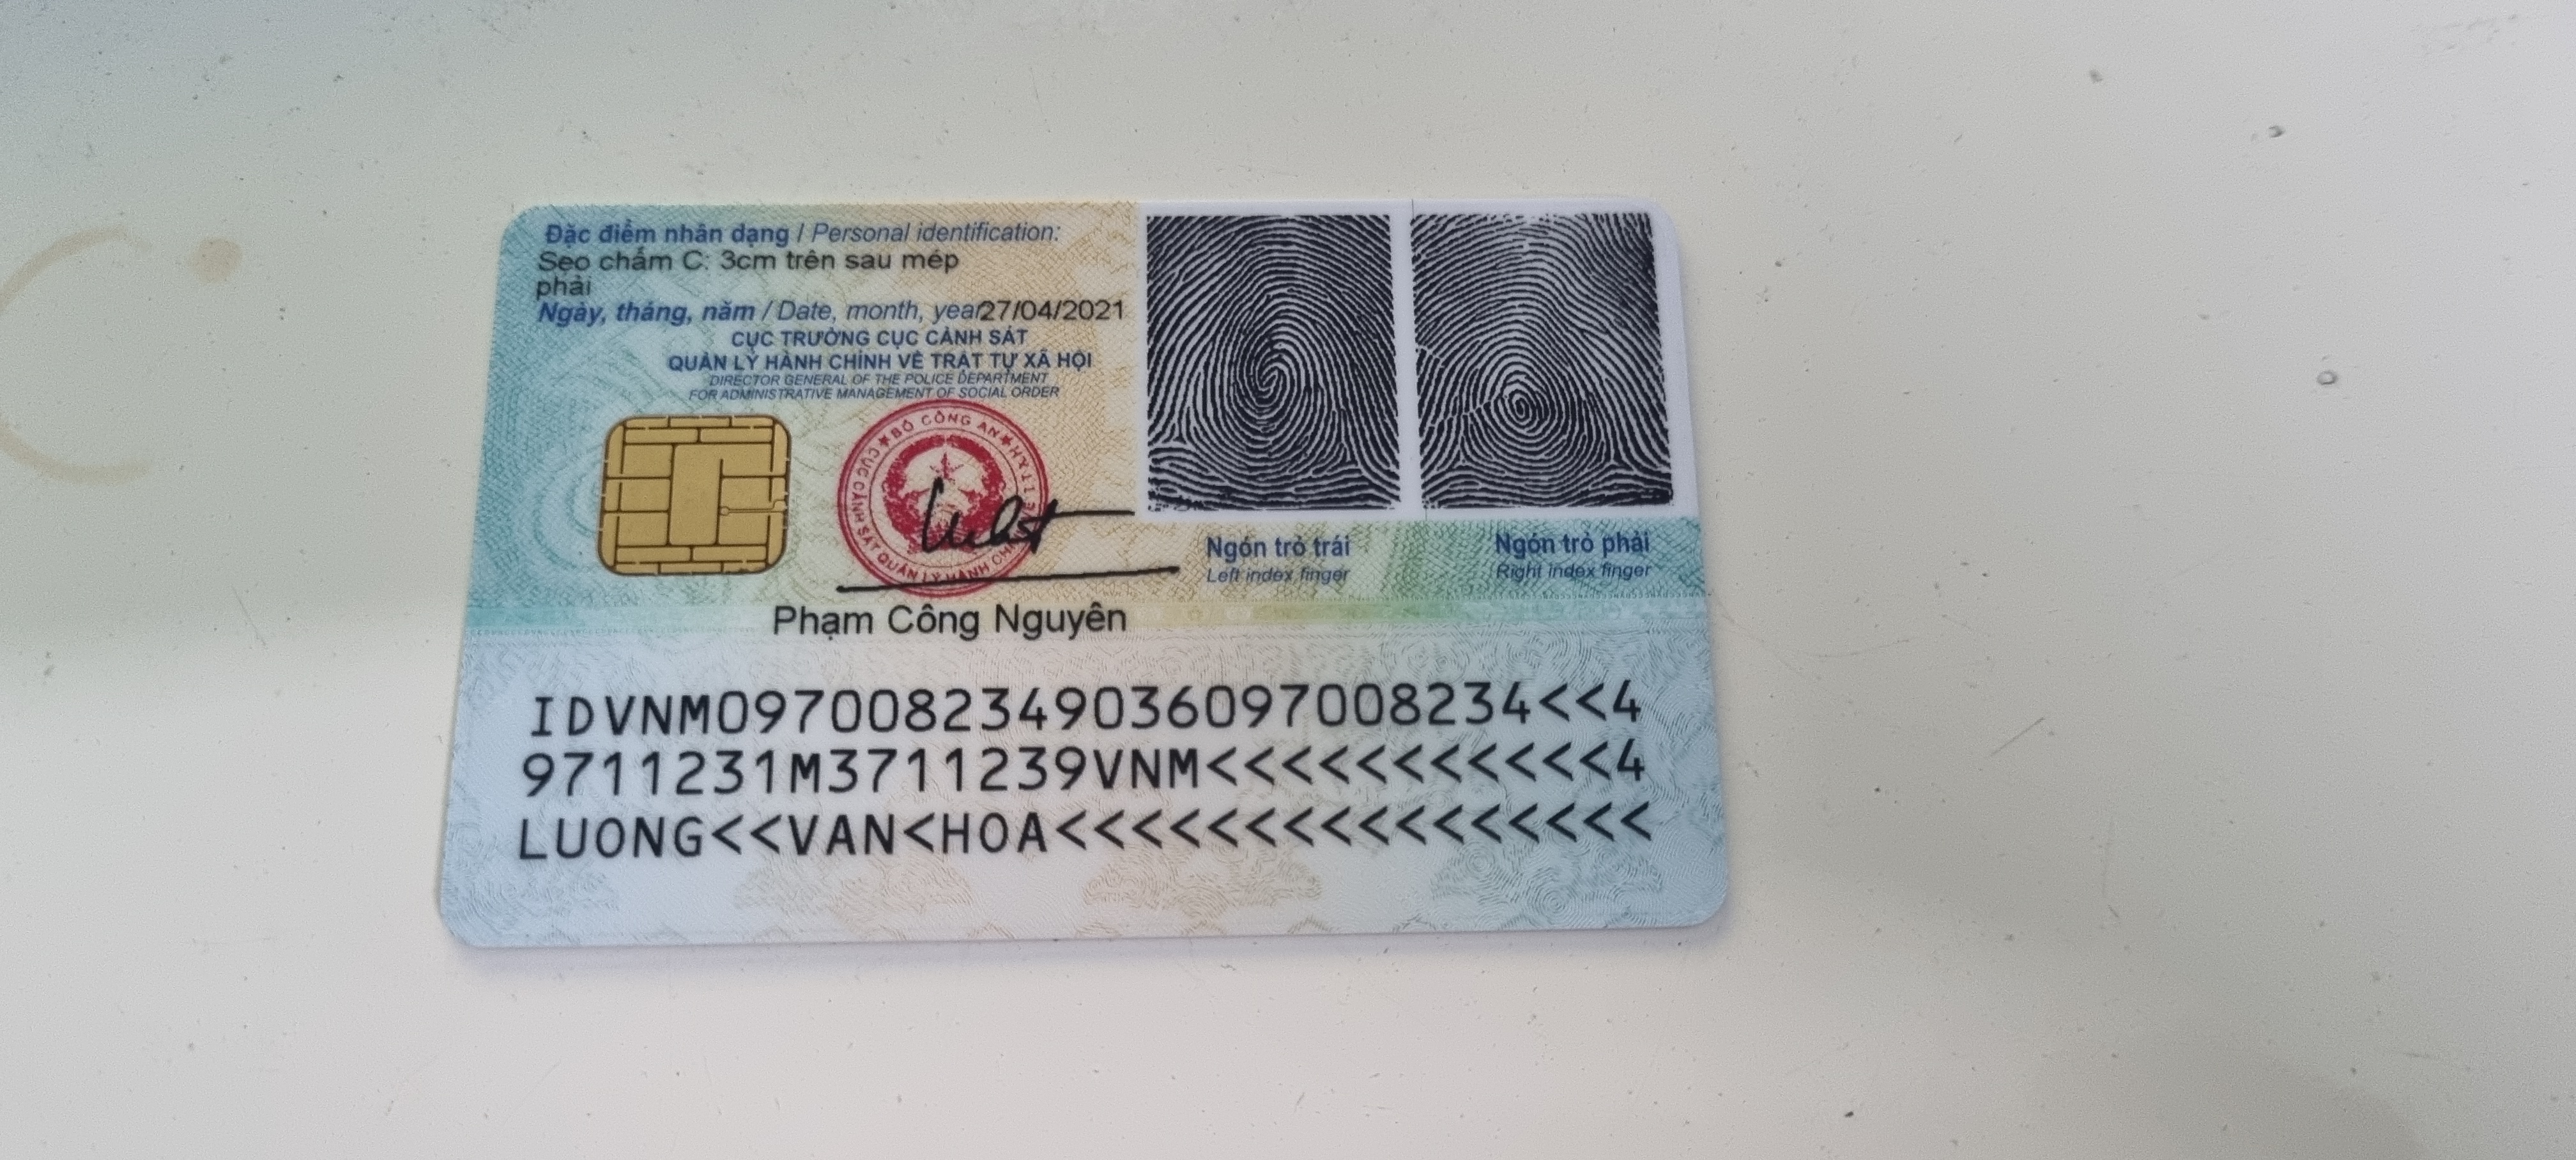 Đặc điểm nhân dạng / Personal identification:
Sẹo chấm C: 3cm trên sau mép
phải
Ngày, tháng, năm / Date, month, year27/04/2021
CỤC TRƯỞNG CỤC CẢNH SÁT
QUẢN LÝ HÀNH CHÍNH VỀ TRẬT TỰ XÃ HỘI
DIRECTOR GENERAL OF THE POLICE DEPARTMENT
FOR ADMINISTRATIVE MANAGEMENT OF SOCIAL ORDER
BỘ CÔNG AN
CỤC CẢNH SÁT QUẢN LÝ HÀNH CHÍNH VỀ TTXH
Phạm Công Nguyên
Ngón trỏ trái
Left index finger
Ngón trỏ phải
Right index finger
IDVNM0970082349036097008234<<4
9711231M3711239VNM<<<<<<<<<<<4
LUONG<<VAN<HOA<<<<<<<<<<<<<<<<